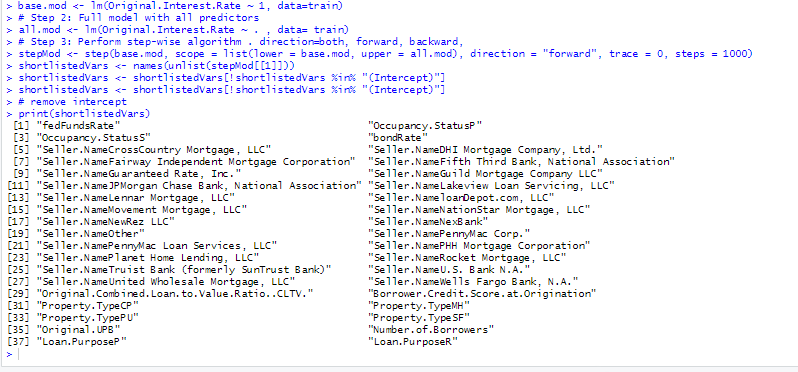 > base.mod <- lm(Original.Interest.Rate ~ 1, data=train)
> # Step 2: Full model with all predictors
> all.mod <- lm(Original.Interest.Rate ~ . , data= train)
> # Step 3: Perform step-wise algorithm . direction=both, forward, backward,
> stepMod <- step(base.mod, scope = list(lower = base.mod, upper = all.mod), direction = "forward", trace = 0, steps = 1000)
> shortlistedVars <- names(unlist(stepMod[[1]]))
> shortlistedVars <- shortlistedVars[!shortlistedVars %in% "(Intercept)"]
> shortlistedVars <- shortlistedVars[!shortlistedVars %in% "(Intercept)"]
> # remove intercept
> print(shortlistedVars)
[1] "fedFundsRate" "Occupancy.StatusP"
[3] "Occupancy.StatusS" "bondRate"
[5] "Seller.NameCrossCountry Mortgage, LLC" "Seller.NameDHI Mortgage Company, Ltd."
[7] "Seller.NameFairway Independent Mortgage Corporation" "Seller.NameFifth Third Bank, National Association"
[9] "Seller.NameGuaranteed Rate, Inc." "Seller.NameGuild Mortgage Company LLC"
[11] "Seller.NameJPMorgan Chase Bank, National Association" "Seller.NameLakeview Loan Servicing, LLC"
[13] "Seller.NameLennar Mortgage, LLC" "Seller.NameloanDepot.com, LLC"
[15] "Seller.NameMovement Mortgage, LLC" "Seller.NameNationStar Mortgage, LLC"
[17] "Seller.NameNewRez LLC" "Seller.NameNexBank"
[19] "Seller.NameOther" "Seller.NamePennyMac Corp."
[21] "Seller.NamePennyMac Loan Services, LLC" "Seller.NamePHH Mortgage Corporation"
[23] "Seller.NamePlanet Home Lending, LLC" "Seller.NameRocket Mortgage, LLC"
[25] "Seller.NameTruist Bank (formerly SunTrust Bank)" "Seller.NameU.S. Bank N.A."
[27] "Seller.NameUnited Wholesale Mortgage, LLC" "Seller.NameWells Fargo Bank, N.A."
[29] "Original.Combined.Loan.to.Value.Ratio..CLTV." "Borrower.Credit.Score.at.Origination"
[31] "Property.TypeCP" "Property.TypeMH"
[33] "Property.TypePU" "Property.TypeSF"
[35] "Original.UPB" "Number.of.Borrowers"
[37] "Loan.PurposeP" "Loan.PurposeR"
>